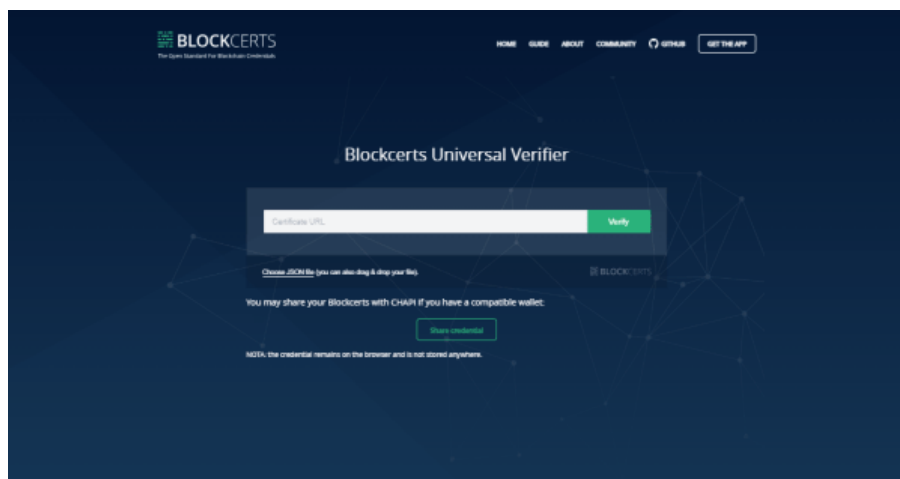 BLOCKCERTS
The Open Standard For Blockchain Credentials
HOME GUIDE ABOUT COMMUNITY GITHUB GET THE APP
Blockcerts Universal Verifier
Certificate URL Verify
Choose JSON file (you can also drag & drop your file). BLOCKCERTS
You may share your Blockcerts with CHAPI if you have a compatible wallet:
Share credential
NOTA: the credential remains on the browser and is not stored anywhere.